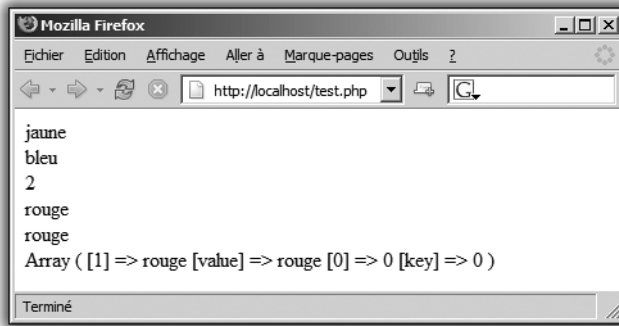 Mozilla Firefox
Fichier Edition Affichage Aller à Marque-pages Outils ?
http://localhost/test.php G
jaune
bleu
2
rouge
rouge
Array ( [1] => rouge [value] => rouge [0] => 0 [key] => 0 )
Terminé